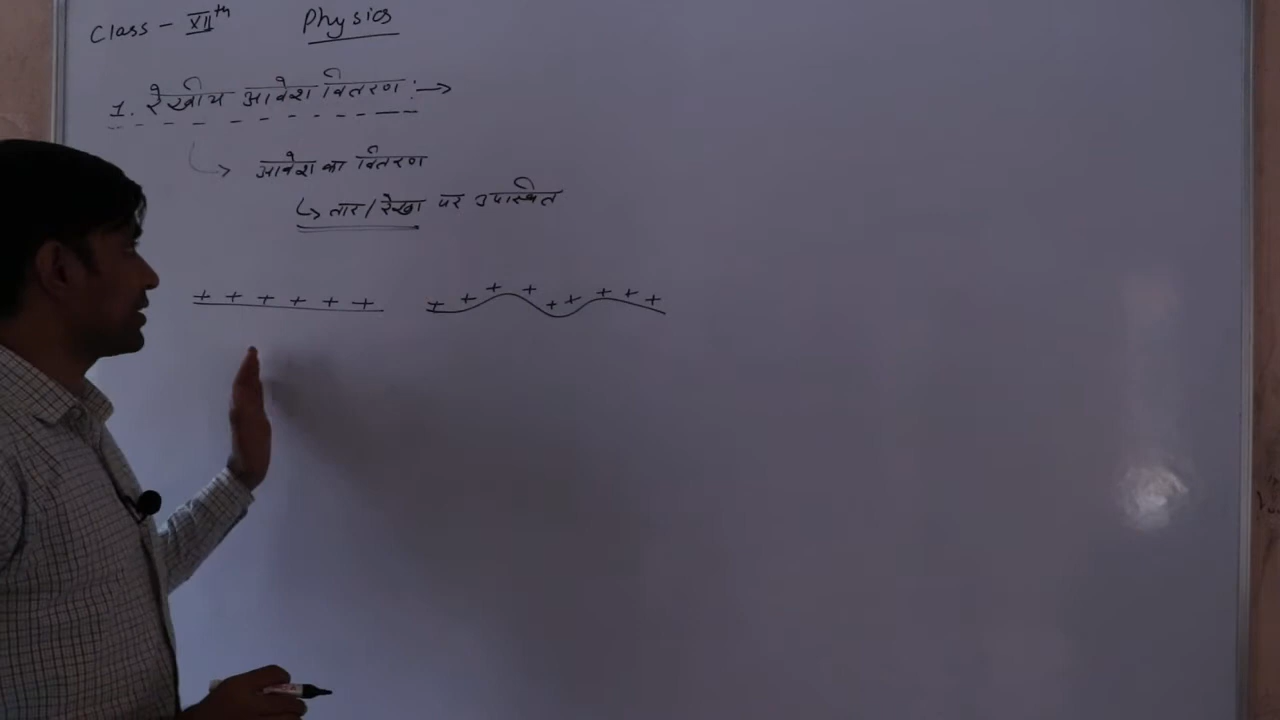 Class - XIIth Physics
1. रेखीय आवेश वितरण :→
↳ आवेश का वितरण
↳ तार / रेखा पर उपस्थित
+ + + + + + + + + + + + + + +